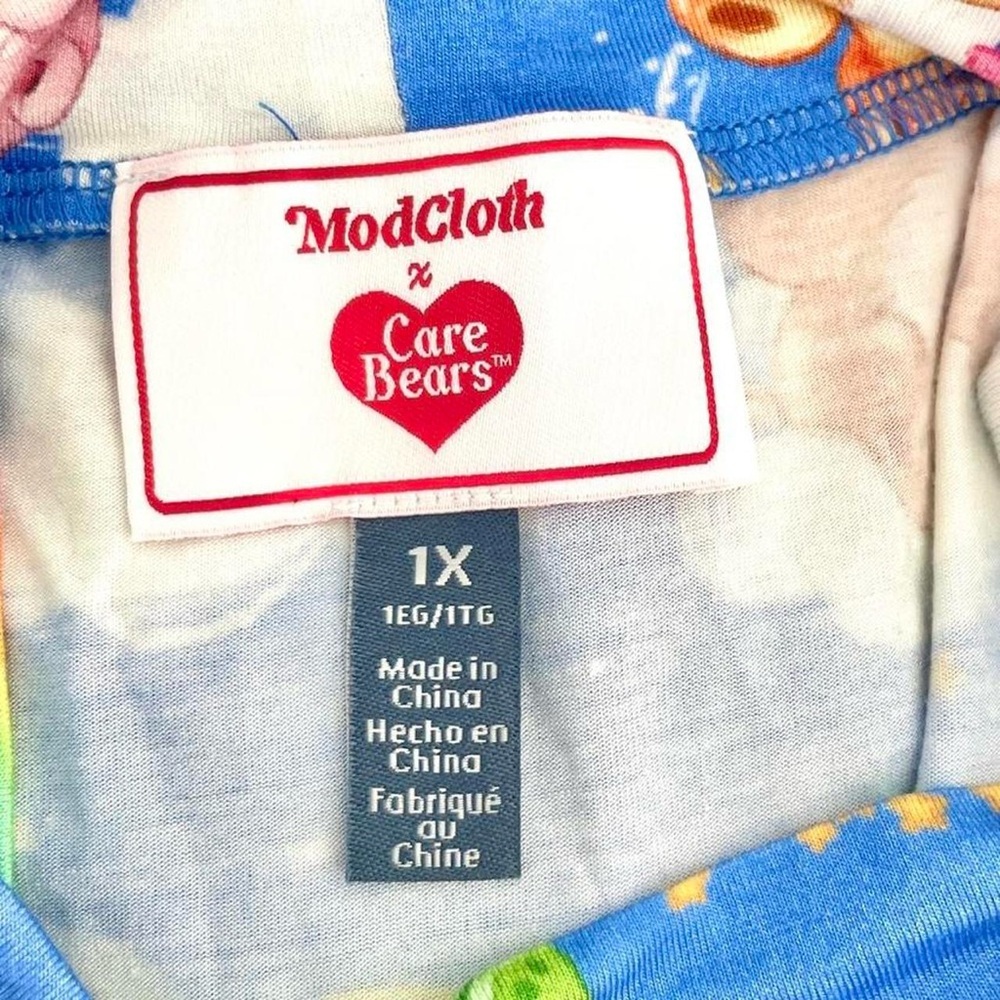 ModCloth
x
Care
Bears™
1X
1EG/1TG
Made in
China
Hecho en
China
Fabriqué
au
Chine